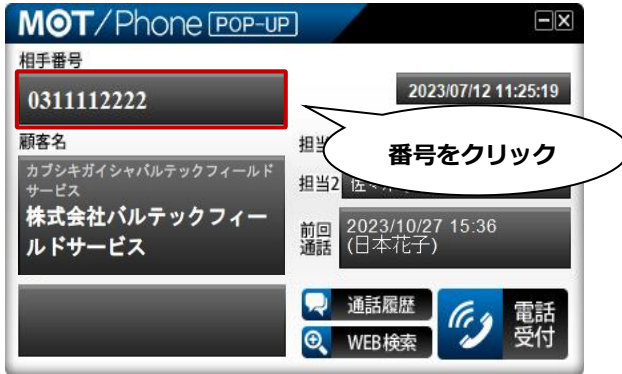 MOT/Phone POP-UP
相手番号
0311112222
2023/07/12 11:25:19
番号をクリック
顧客名
カブシキガイシャバルテックフィールド
サービス
株式会社バルテックフィー
ルドサービス
担当2
前回
通話
2023/10/27 15:36
(日本花子)
通話履歴
WEB検索
電話
受付